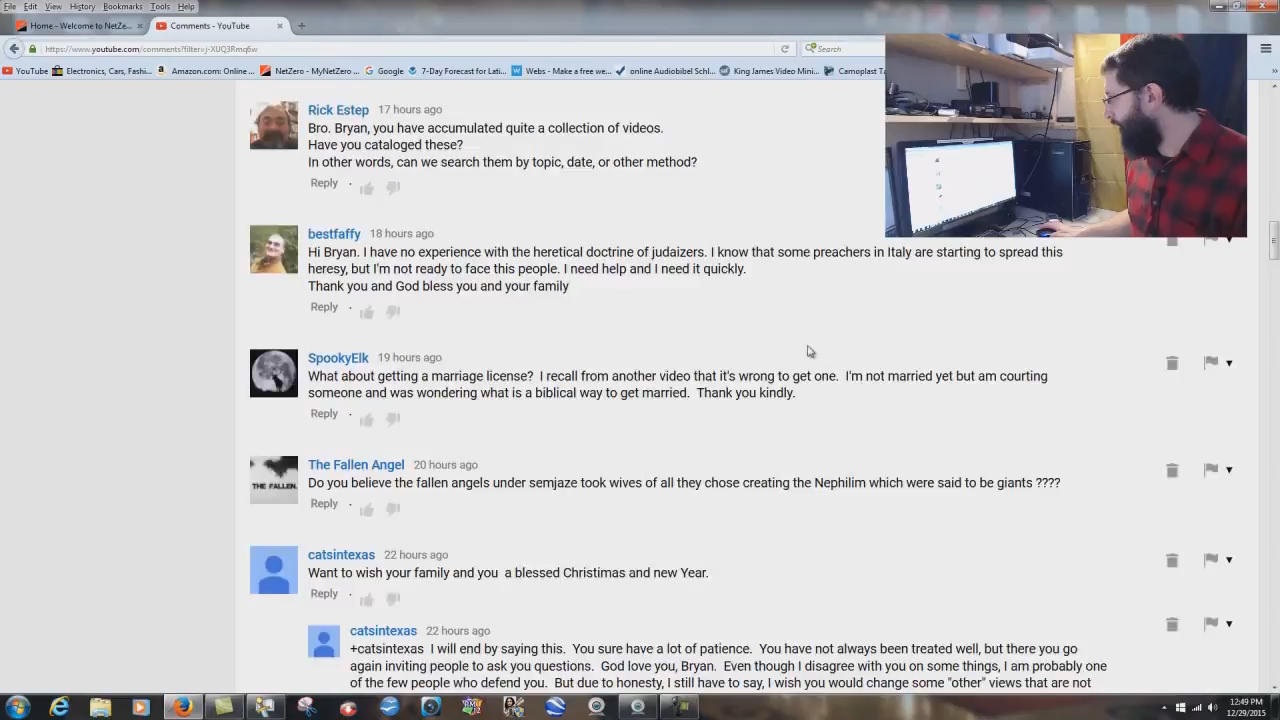 File Edit View History Bookmarks Tools Help
Home - Welcome to NetZe... × Comments - YouTube × +
https://www.youtube.com/comments?filter=j-XUQ3Rmq6w Search
YouTube Electronics, Cars, Fashi... Amazon.com: Online ... NetZero - MyNetZero ... Google 7-Day Forecast for Lati... Webs - Make a free we... online Audiobibel Schl... King James Video Mini... Camoplast Ta
Rick Estep 17 hours ago
Bro. Bryan, you have accumulated quite a collection of videos.
Have you cataloged these?
In other words, can we search them by topic, date, or other method?
Reply ·
bestfaffy 18 hours ago
Hi Bryan. I have no experience with the heretical doctrine of judaizers. I know that some preachers in Italy are starting to spread this
heresy, but I'm not ready to face this people. I need help and I need it quickly.
Thank you and God bless you and your family
Reply ·
SpookyElk 19 hours ago
What about getting a marriage license? I recall from another video that it's wrong to get one. I'm not married yet but am courting
someone and was wondering what is a biblical way to get married. Thank you kindly.
Reply ·
The Fallen Angel 20 hours ago
THE FALLEN. Do you believe the fallen angels under semjaze took wives of all they chose creating the Nephilim which were said to be giants ????
Reply ·
catsintexas 22 hours ago
Want to wish your family and you a blessed Christmas and new Year.
Reply ·
catsintexas 22 hours ago
+catsintexas I will end by saying this. You sure have a lot of patience. You have not always been treated well, but there you go
again inviting people to ask you questions. God love you, Bryan. Even though I disagree with you on some things, I am probably one
of the few people who defend you. But due to honesty, I still have to say, I wish you would change some "other" views that are not
12:49 PM
12/29/2015